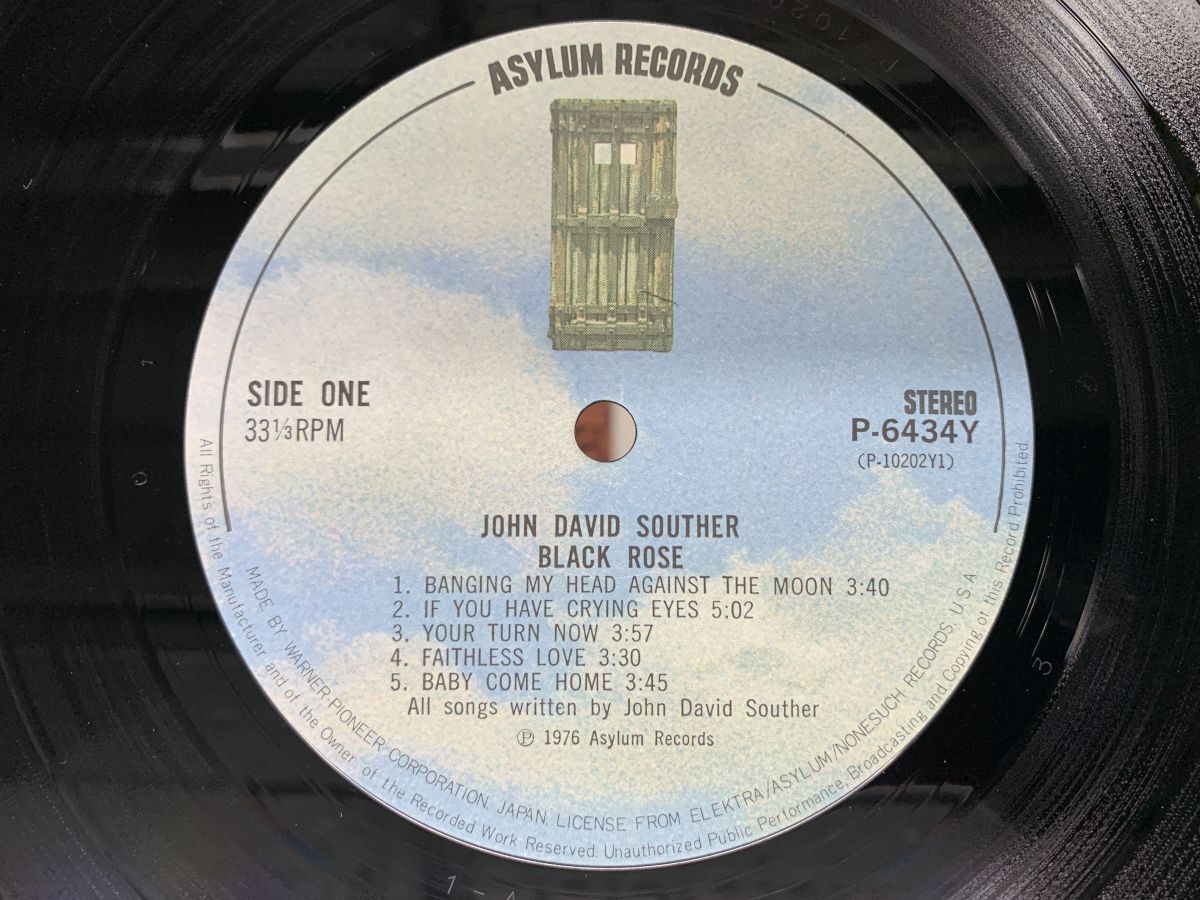 ASYLUM RECORDS
SIDE ONE
33⅓RPM
STEREO
P-6434Y
(P-10202Y1)
JOHN DAVID SOUTHER
BLACK ROSE
1. BANGING MY HEAD AGAINST THE MOON 3:40
2. IF YOU HAVE CRYING EYES 5:02
3. YOUR TURN NOW 3:57
4. FAITHLESS LOVE 3:30
5. BABY COME HOME 3:45
All songs written by John David Souther
Ⓟ 1976 Asylum Records
MADE BY WARNER-PIONEER CORPORATION. JAPAN. LICENSE FROM ELEKTRA/ASYLUM/NONESUCH RECORDS, U.S.A
All Rights of the Manufacturer and of the Owner of the Recorded Work Reserved. Unauthorized Public Performance, Broadcasting and Copying of this Record Prohibited.
3
1-A